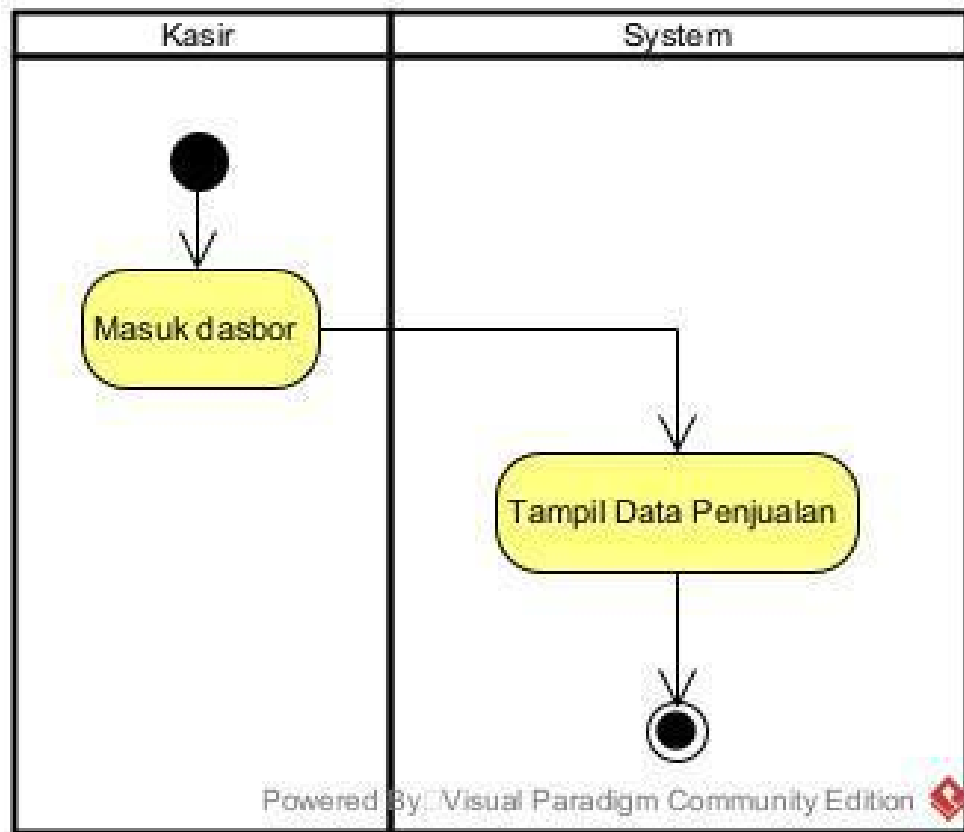 Kasir
System
Masuk dasbor
Tampil Data Penjualan
Powered By: Visual Paradigm Community Edition